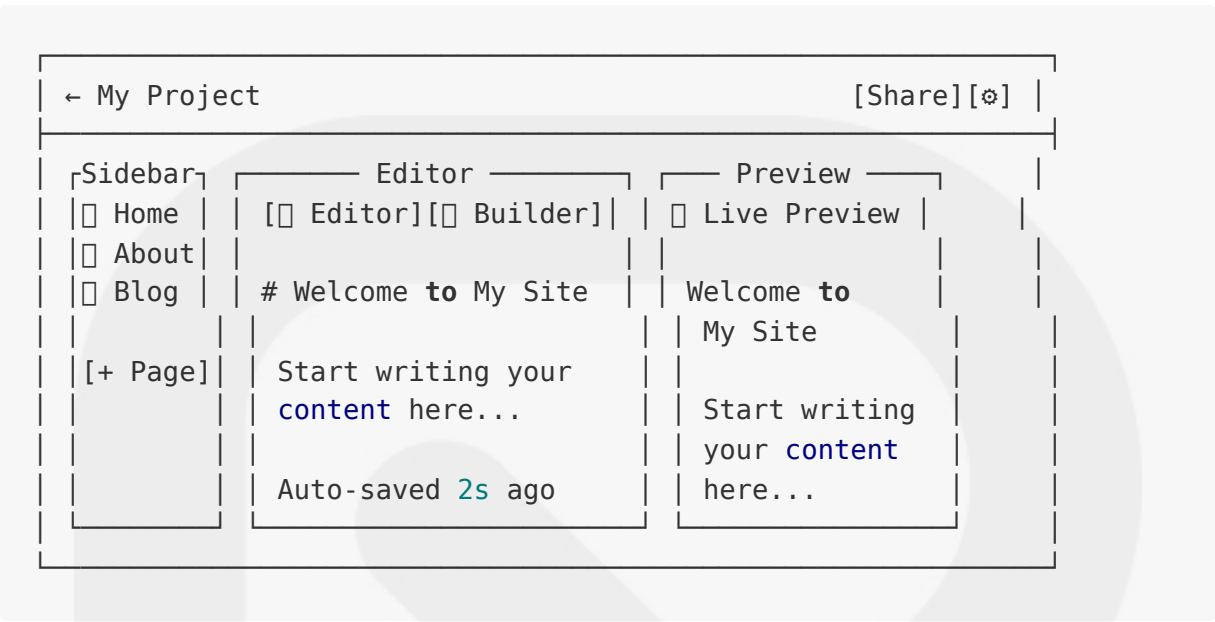 ← My Project [Share][⚙]
Sidebar Editor Preview
Home [ Editor][ Builder] Live Preview
About
Blog # Welcome to My Site Welcome to
My Site
[+ Page] Start writing your
content here... Start writing
your content
Auto-saved 2s ago here...